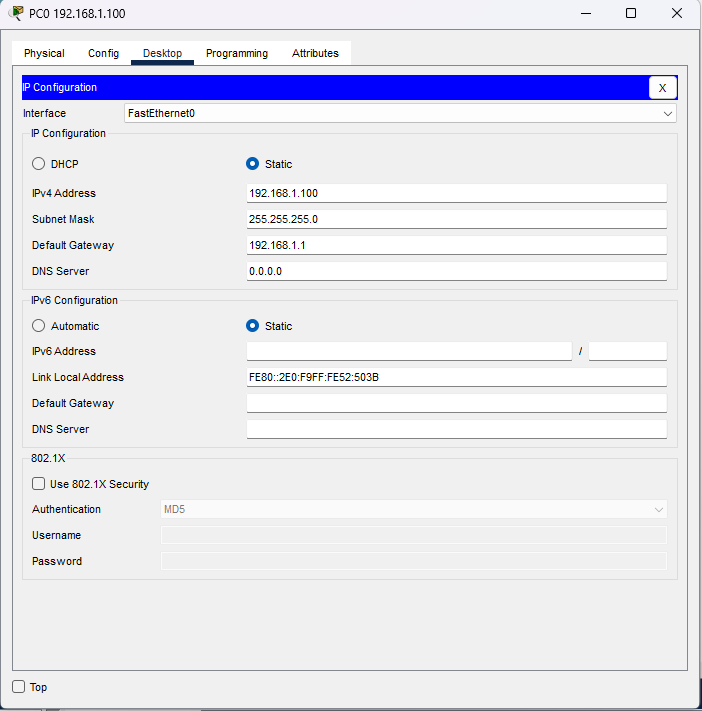 PC0 192.168.1.100
Physical Config Desktop Programming Attributes
IP Configuration X
Interface FastEthernet0
IP Configuration
DHCP Static
IPv4 Address 192.168.1.100
Subnet Mask 255.255.255.0
Default Gateway 192.168.1.1
DNS Server 0.0.0.0
IPv6 Configuration
Automatic Static
IPv6 Address /
Link Local Address FE80::2E0:F9FF:FE52:503B
Default Gateway
DNS Server
802.1X
Use 802.1X Security
Authentication MD5
Username
Password
Top